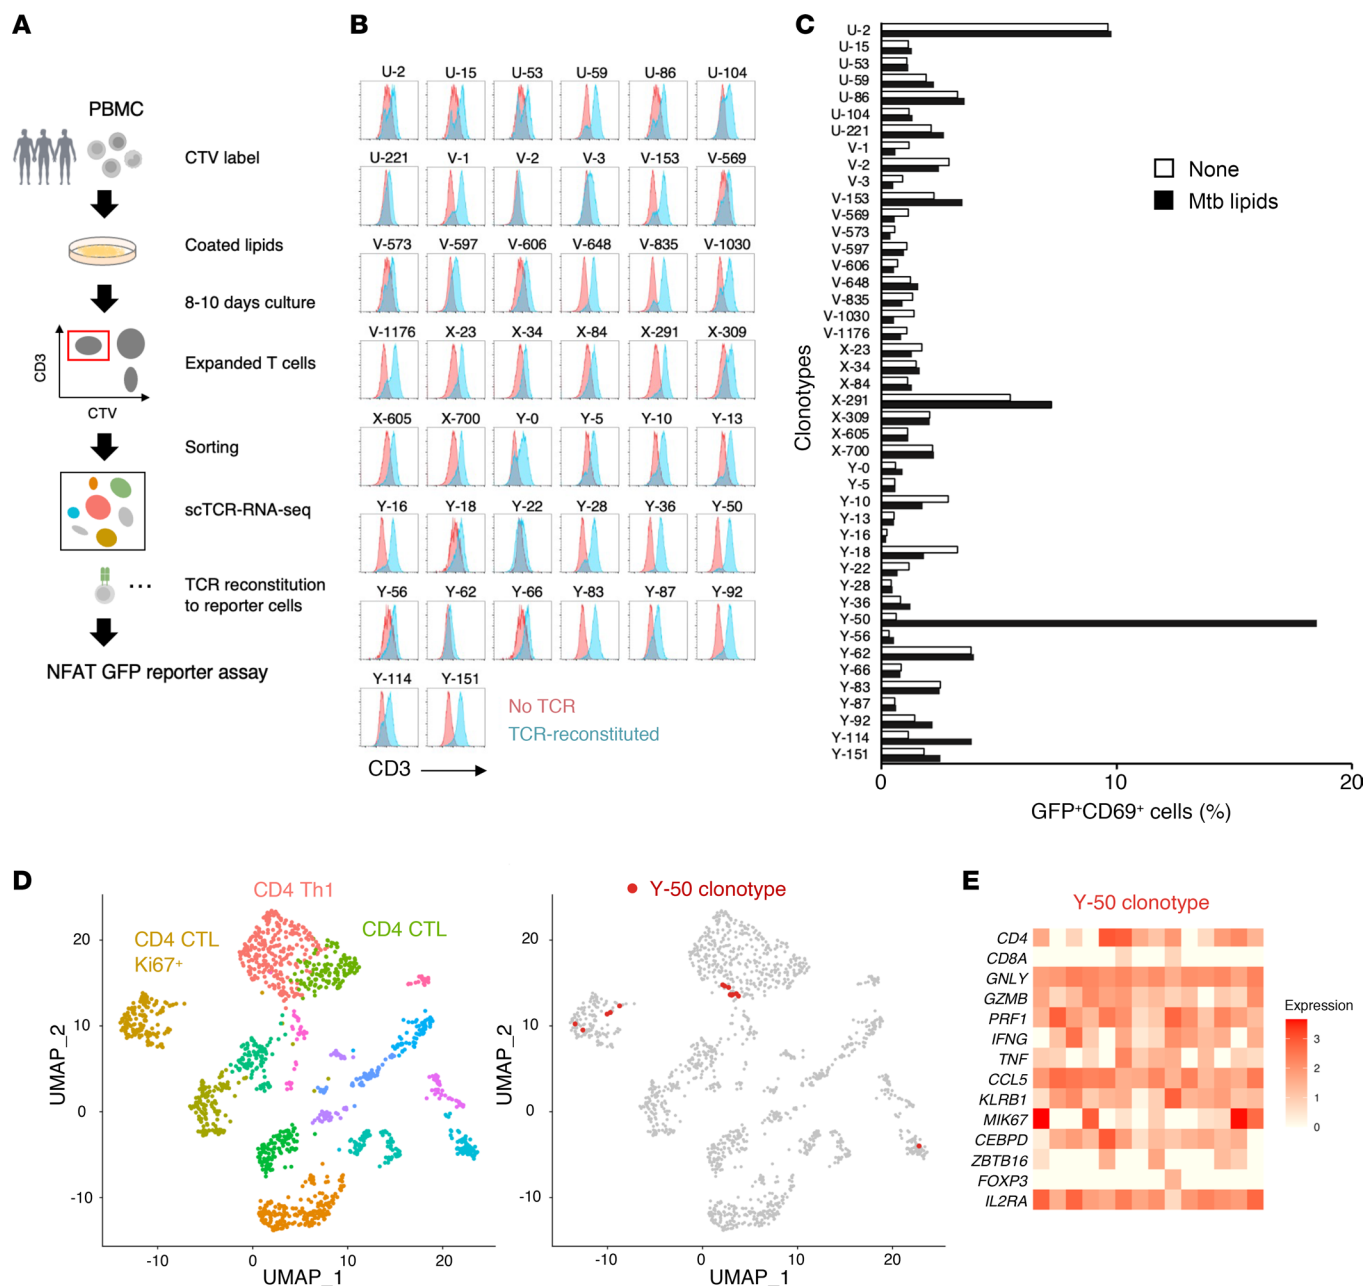 A
PBMC
CTV label
Coated lipids
8-10 days culture
CD3
CTV
Expanded T cells
Sorting
scTCR-RNA-seq
...
TCR reconstitution
to reporter cells
NFAT GFP reporter assay
B
U-2 U-15 U-53 U-59 U-86 U-104
U-221 V-1 V-2 V-3 V-153 V-569
V-573 V-597 V-606 V-648 V-835 V-1030
V-1176 X-23 X-34 X-84 X-291 X-309
X-605 X-700 Y-0 Y-5 Y-10 Y-13
Y-16 Y-18 Y-22 Y-28 Y-36 Y-50
Y-56 Y-62 Y-66 Y-83 Y-87 Y-92
Y-114 Y-151
No TCR
TCR-reconstituted
CD3
C
Clonotypes
U-2
U-15
U-53
U-59
U-86
U-104
U-221
V-1
V-2
V-3
V-153
V-569
V-573
V-597
V-606
V-648
V-835
V-1030
V-1176
X-23
X-34
X-84
X-291
X-309
X-605
X-700
Y-0
Y-5
Y-10
Y-13
Y-16
Y-18
Y-22
Y-28
Y-36
Y-50
Y-56
Y-62
Y-66
Y-83
Y-87
Y-92
Y-114
Y-151
None
Mtb lipids
0 10 20
GFP+CD69+ cells (%)
D
CD4 Th1
CD4 CTL
CD4 CTL
Ki67+
UMAP_2
20
10
0
-10
-10 0 10 20
UMAP_1
Y-50 clonotype
UMAP_2
20
10
0
-10
-10 0 10 20
UMAP_1
E
Y-50 clonotype
CD4
CD8A
GNLY
GZMB
PRF1
IFNG
TNF
CCL5
KLRB1
MIK67
CEBPD
ZBTB16
FOXP3
IL2RA
Expression
3
2
1
0